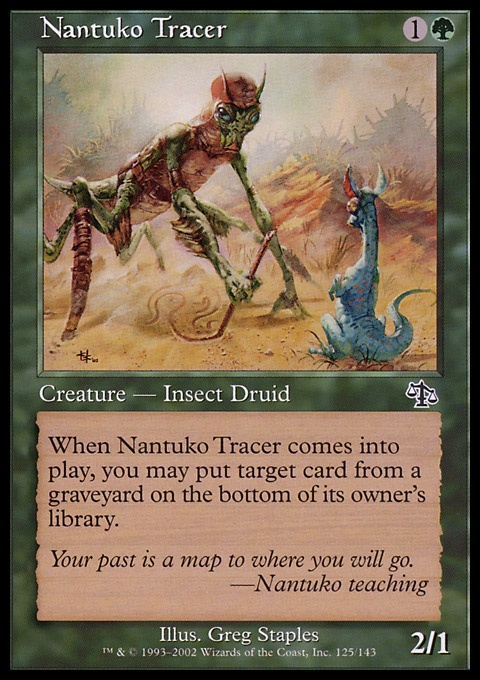 Nantuko Tracer
1
Creature — Insect Druid
When Nantuko Tracer comes into
play, you may put target card from a
graveyard on the bottom of its owner's
library.
Your past is a map to where you will go.
—Nantuko teaching
Illus. Greg Staples
™ & © 1993–2002 Wizards of the Coast, Inc. 125/143
2/1